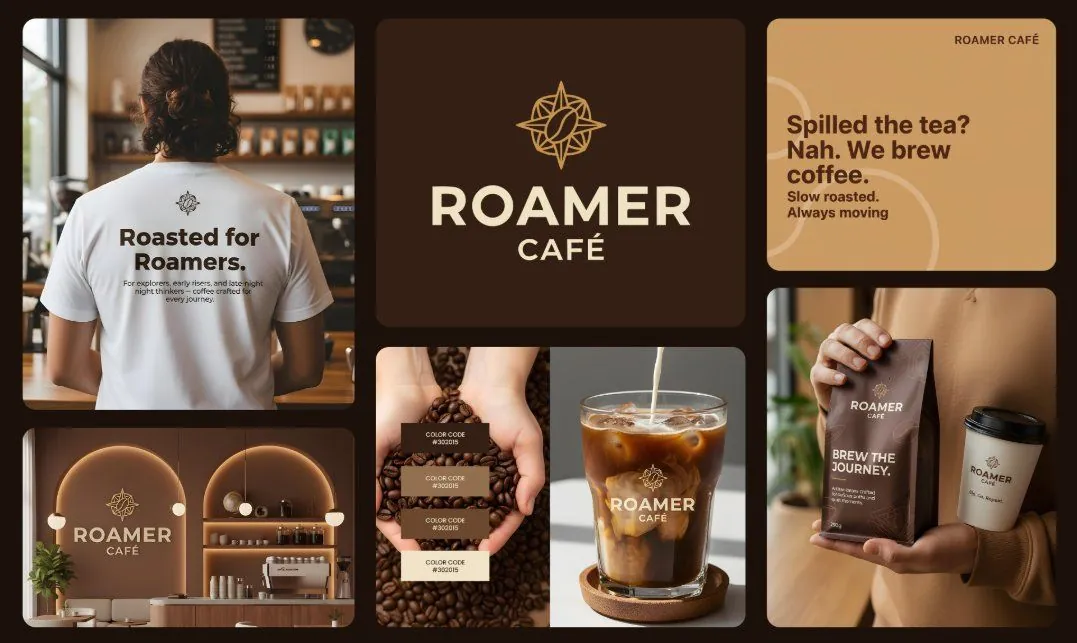 Roasted for
Roamers.
For explorers, early risers, and late-night
night thinkers – coffee crafted for
every journey.
ROAMER
CAFÉ
ROAMER CAFÉ
Spilled the tea?
Nah. We brew
coffee.
Slow roasted.
Always moving
ROAMER
CAFÉ
COLOR CODE
#302015
COLOR CODE
#302015
COLOR CODE
#302015
COLOR CODE
#302015
ROAMER
CAFÉ
ROAMER
CAFÉ
BREW THE
JOURNEY.
250g
ROAMER
CAFÉ